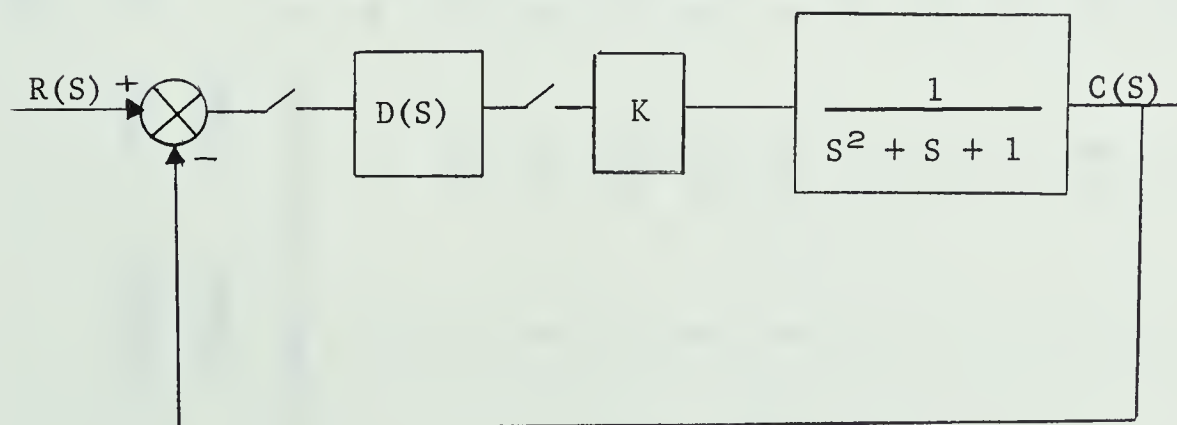 R(S) +
-
D(S)
K
1
S² + S + 1
C(S)